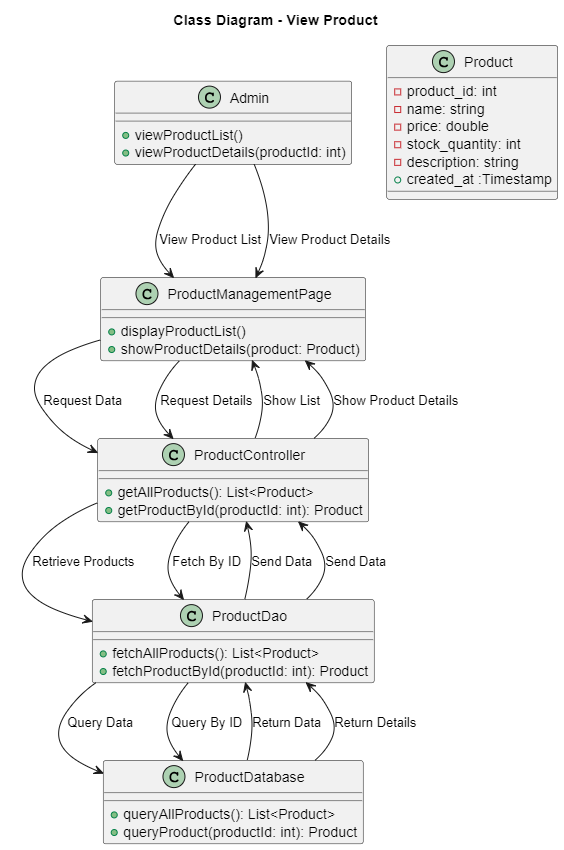 Class Diagram - View Product
C Product
product_id: int
name: string
price: double
stock_quantity: int
description: string
created_at :Timestamp
C Admin
viewProductList()
viewProductDetails(productId: int)
View Product List
View Product Details
C ProductManagementPage
displayProductList()
showProductDetails(product: Product)
Request Data
Request Details
Show List
Show Product Details
C ProductController
getAllProducts(): List<Product>
getProductById(productId: int): Product
Retrieve Products
Fetch By ID
Send Data
Send Data
C ProductDao
fetchAllProducts(): List<Product>
fetchProductById(productId: int): Product
Query Data
Query By ID
Return Data
Return Details
C ProductDatabase
queryAllProducts(): List<Product>
queryProduct(productId: int): Product